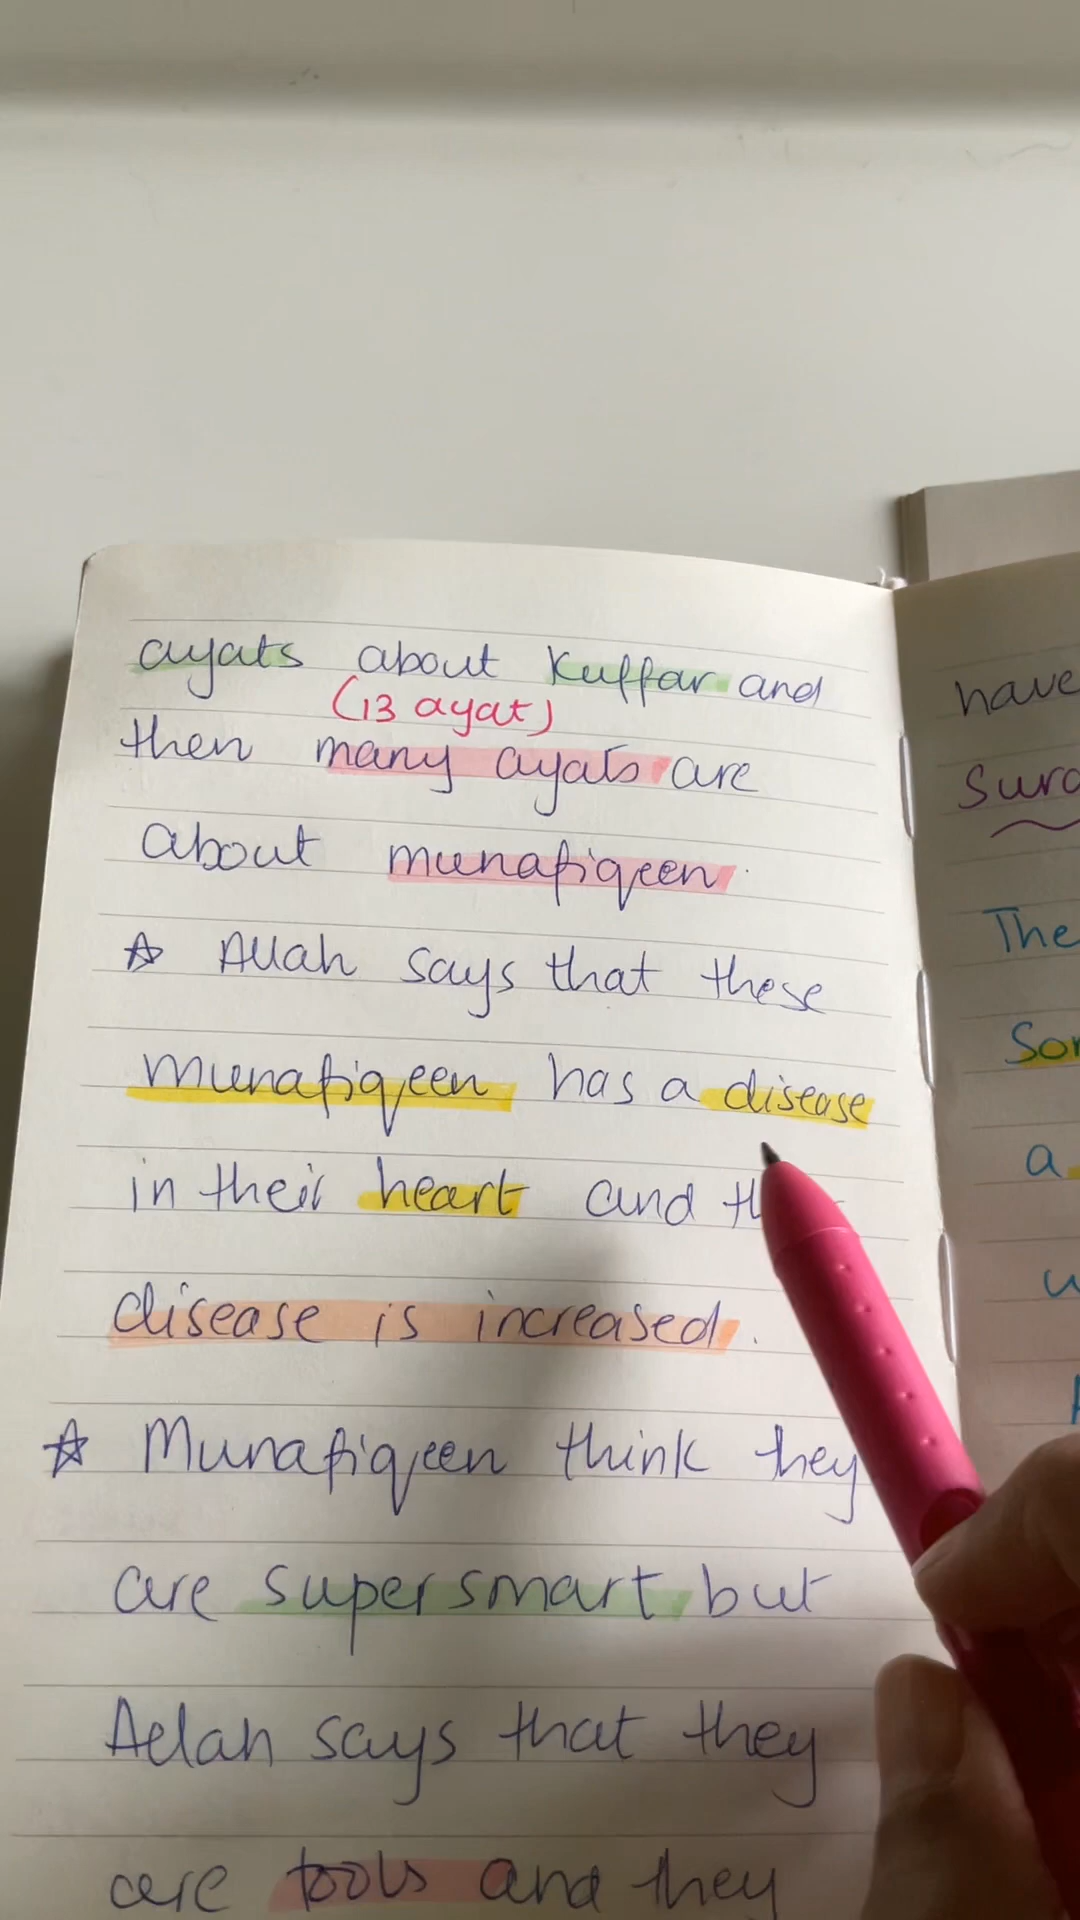 ayats about Kuffar and
(13 ayat)
then many ayats are
about munafiqeen.
☆ Allah says that these
munafiqeen has a disease
in their heart and
disease is increased.
☆ Munafiqeen think they
are super smart but
Allah says that they
are fools and they
have
The
a